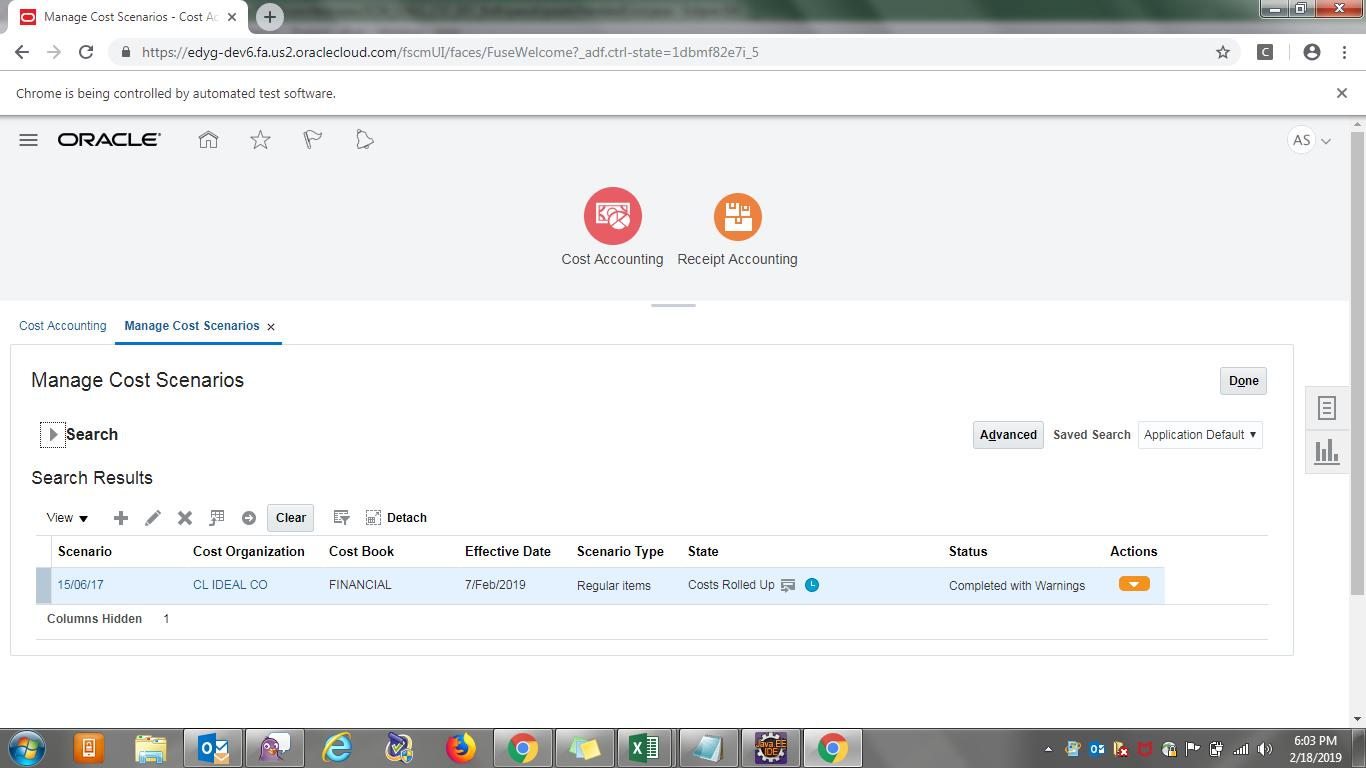 Manage Cost Scenarios - Cost Ac
https://edyg-dev6.fa.us2.oraclecloud.com/fscmUI/faces/FuseWelcome?_adf.ctrl-state=1dbmf82e7i_5
C
Chrome is being controlled by automated test software.
ORACLE
AS
Cost Accounting
Receipt Accounting
Cost Accounting
Manage Cost Scenarios
Manage Cost Scenarios
Done
Search
Advanced
Saved Search
Application Default
Search Results
View
Clear
Detach
Scenario Cost Organization Cost Book Effective Date Scenario Type State Status Actions
15/06/17 CL IDEAL CO FINANCIAL 7/Feb/2019 Regular items Costs Rolled Up Completed with Warnings
Columns Hidden 1
Java EE
IDE
6:03 PM
2/18/2019